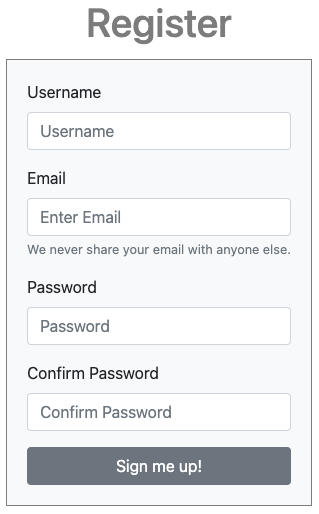 Register
Username
Username
Email
Enter Email
We never share your email with anyone else.
Password
Password
Confirm Password
Confirm Password
Sign me up!